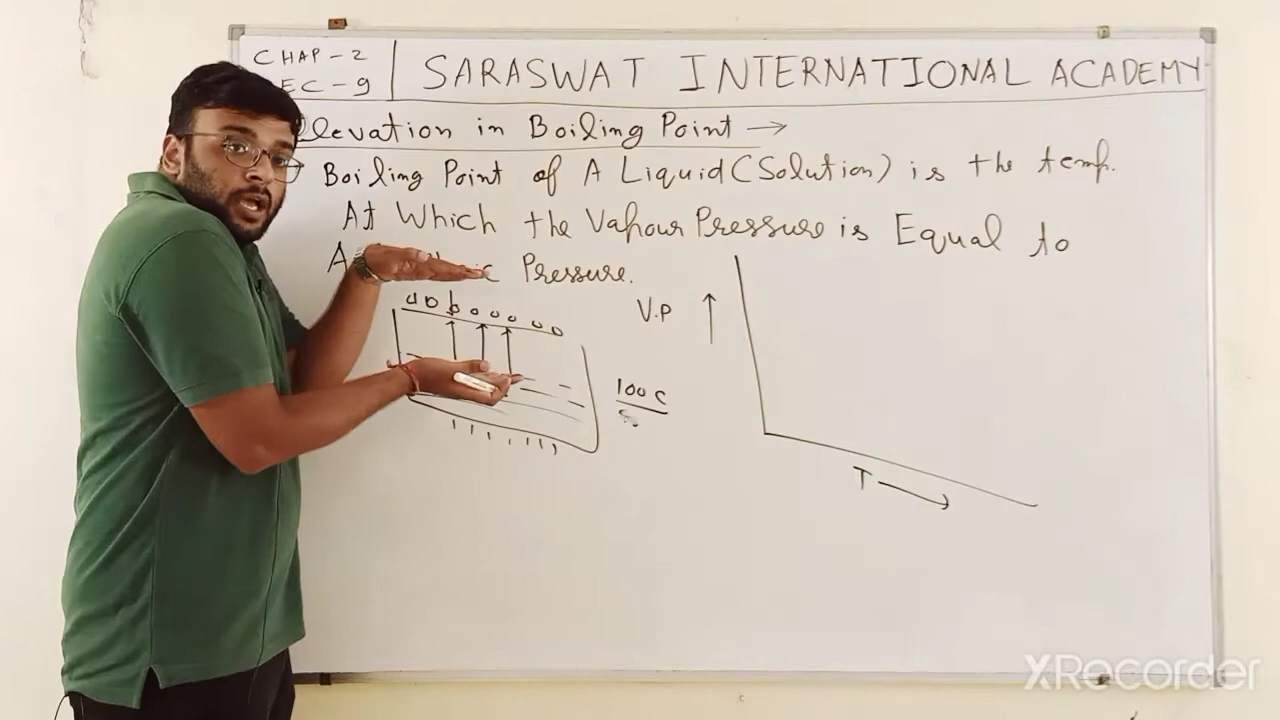 CHAP-2
EC-9
SARASWAT INTERNATIONAL ACADEMY
Elevation in Boiling Point →
Boiling Point of A Liquid (Solution) is the temp.
At Which the Vapour Pressure is Equal to
Pressure.
V.P ↑
100 C
T →
XRecorder